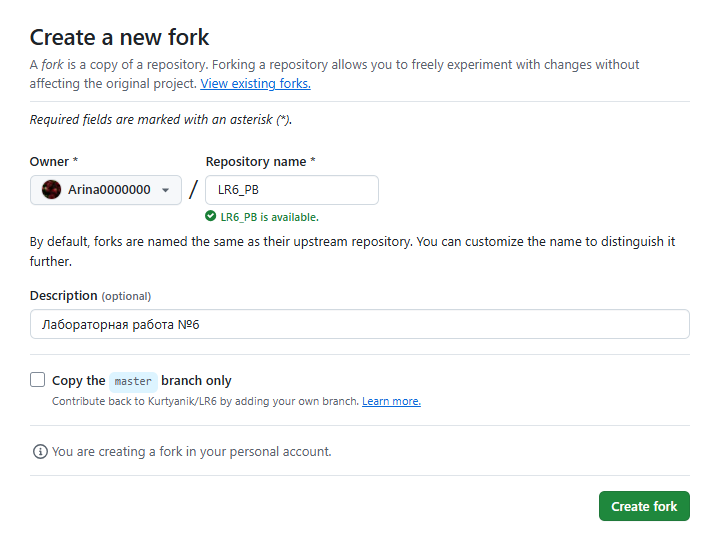 Create a new fork
A fork is a copy of a repository. Forking a repository allows you to freely experiment with changes without
affecting the original project. View existing forks.
Required fields are marked with an asterisk (*).
Owner * Repository name *
Arina0000000 / LR6_PB
LR6_PB is available.
By default, forks are named the same as their upstream repository. You can customize the name to distinguish it
further.
Description (optional)
Лабораторная работа №6
Copy the master branch only
Contribute back to Kurtyanik/LR6 by adding your own branch. Learn more.
You are creating a fork in your personal account.
Create fork